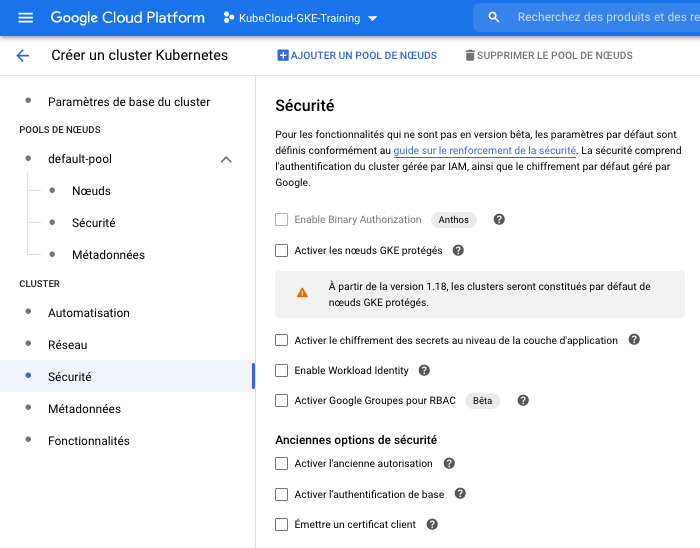 Google Cloud Platform
KubeCloud-GKE-Training
Recherchez des produits et des re
Créer un cluster Kubernetes
AJOUTER UN POOL DE NŒUDS
SUPPRIMER LE POOL DE NŒUDS
Paramètres de base du cluster
POOLS DE NŒUDS
default-pool
Nœuds
Sécurité
Métadonnées
CLUSTER
Automatisation
Réseau
Sécurité
Métadonnées
Fonctionnalités
Sécurité
Pour les fonctionnalités qui ne sont pas en version bêta, les paramètres par défaut sont
définis conformément au guide sur le renforcement de la sécurité. La sécurité comprend
l'authentification du cluster gérée par IAM, ainsi que le chiffrement par défaut géré par
Google.
Enable Binary Authorization Anthos
Activer les nœuds GKE protégés
À partir de la version 1.18, les clusters seront constitués par défaut de
nœuds GKE protégés.
Activer le chiffrement des secrets au niveau de la couche d'application
Enable Workload Identity
Activer Google Groupes pour RBAC Bêta
Anciennes options de sécurité
Activer l'ancienne autorisation
Activer l'authentification de base
Émettre un certificat client